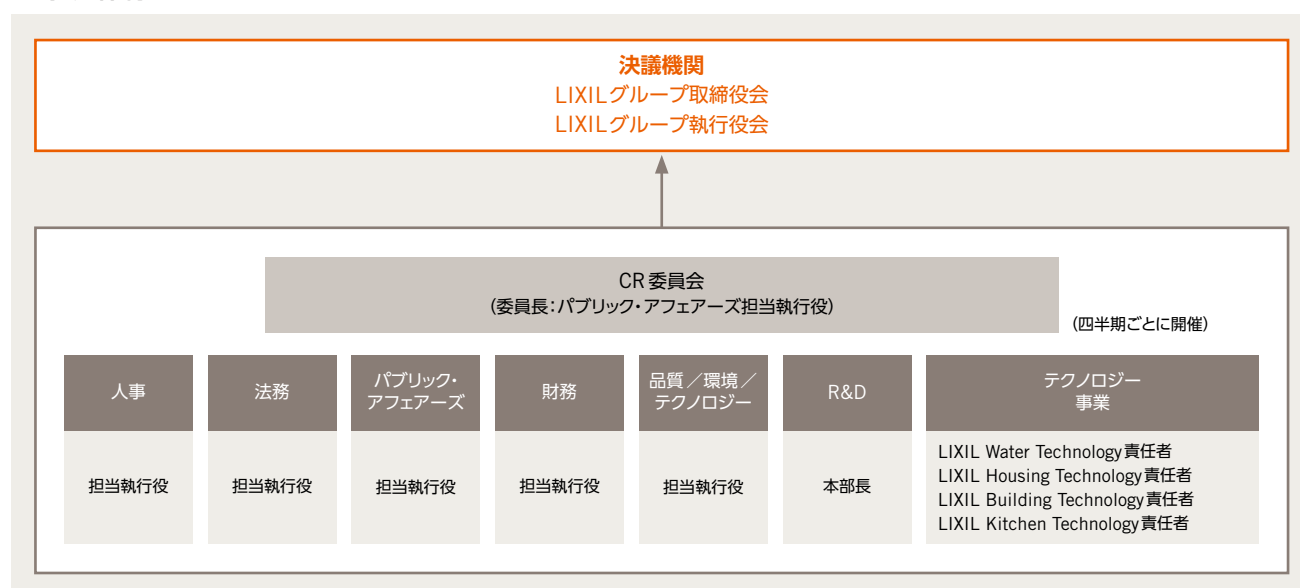 決議機関
LIXILグループ取締役会
LIXILグループ執行役会
CR委員会
(委員長:パブリック・アフェアーズ担当執行役)
(四半期ごとに開催)
人事
法務
パブリック・
アフェアーズ
財務
品質/環境/
テクノロジー
R&D
テクノロジー
事業
担当執行役
担当執行役
担当執行役
担当執行役
担当執行役
本部長
LIXIL Water Technology責任者
LIXIL Housing Technology責任者
LIXIL Building Technology責任者
LIXIL Kitchen Technology責任者